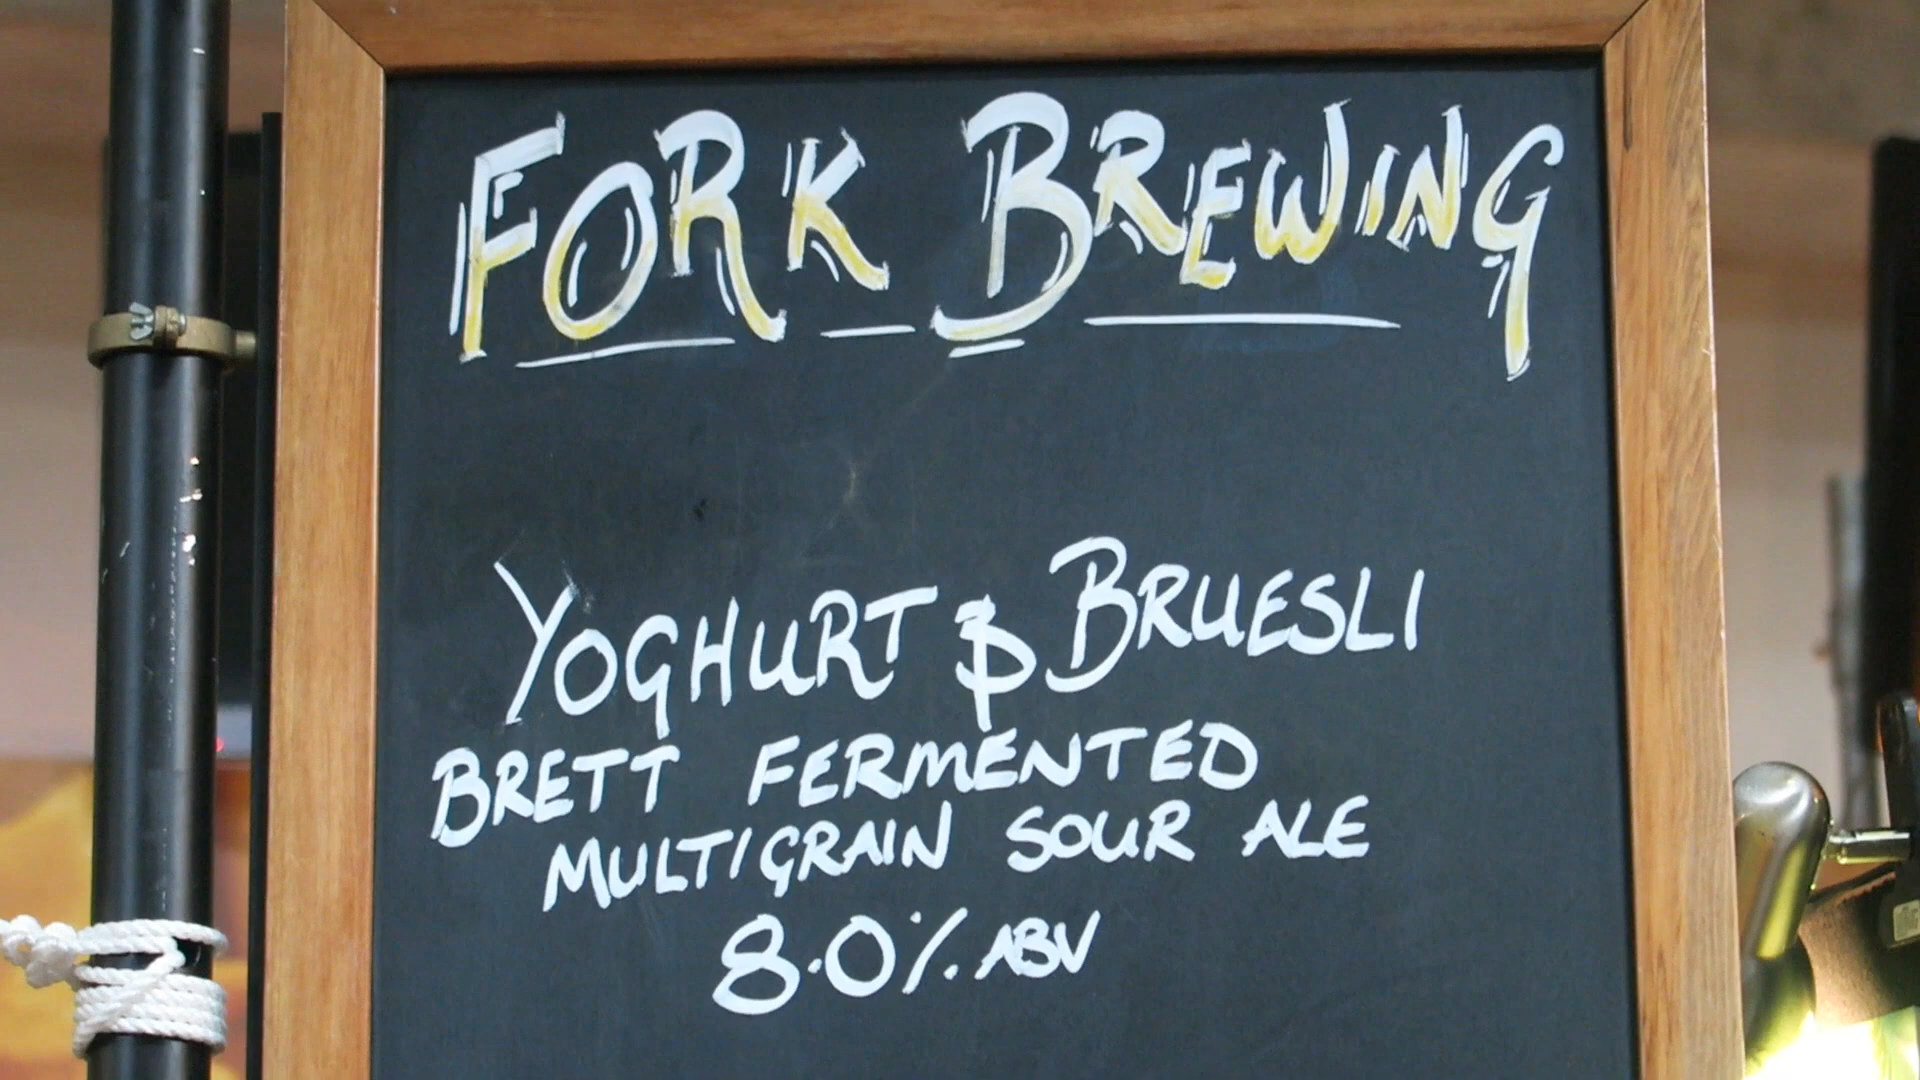 FORK BREWING
YOGHURT & BRUESLI
BRETT FERMENTED
MULTIGRAIN SOUR ALE
8.0% ABV